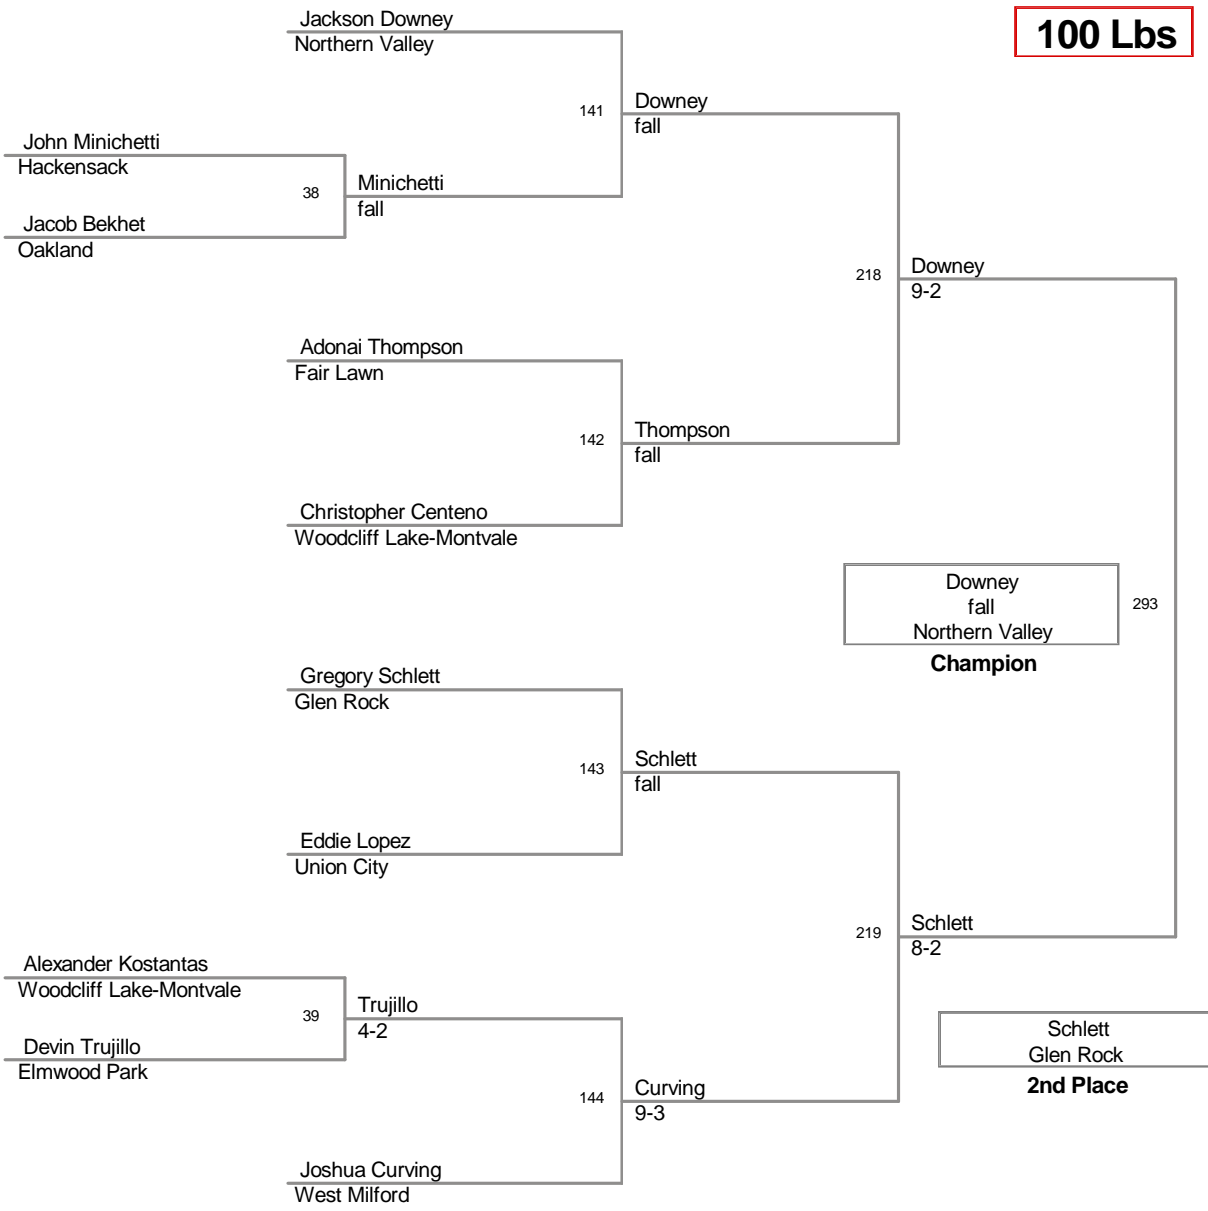 Jackson Downey
Northern Valley
100 Lbs
141
Downey
fall
John Minichetti
Hackensack
38
Minichetti
fall
Jacob Bekhet
Oakland
218
Downey
9-2
Adonai Thompson
Fair Lawn
142
Thompson
fall
Christopher Centeno
Woodcliff Lake-Montvale
Downey
fall
Northern Valley
Champion
293
Gregory Schlett
Glen Rock
143
Schlett
fall
Eddie Lopez
Union City
219
Schlett
8-2
Alexander Kostantas
Woodcliff Lake-Montvale
39
Trujillo
4-2
Devin Trujillo
Elmwood Park
Schlett
Glen Rock
2nd Place
144
Curving
9-3
Joshua Curving
West Milford